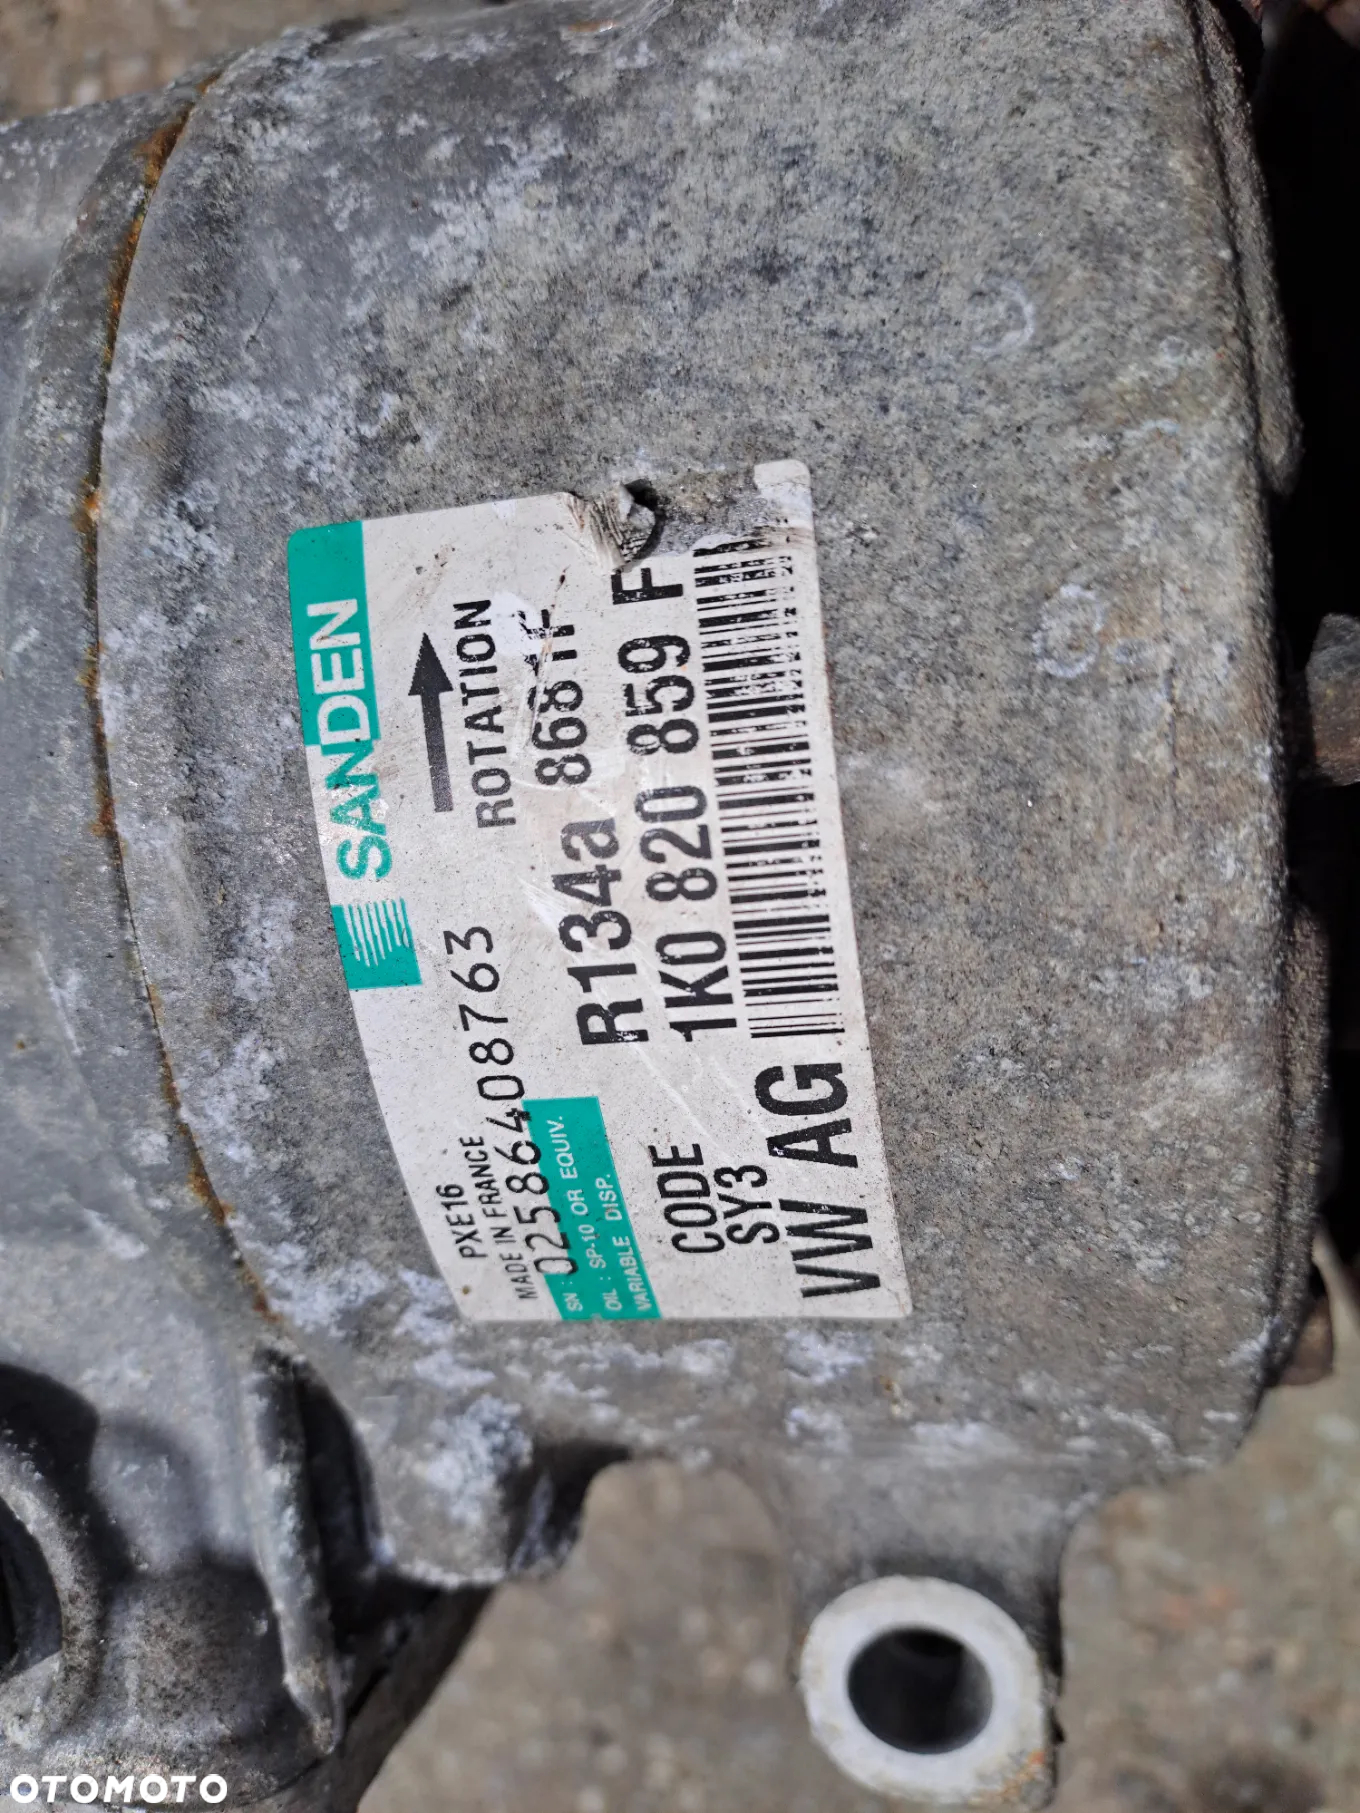 SANDEN
PXE16
MADE IN FRANCE
ROTATION
SN : 02586408763
OIL : SP-10 OR EQUIV.
VARIABLE DISP.
R134a 8681F
CODE
SY3
1K0 820 859 F
VW AG
OTOMOTO